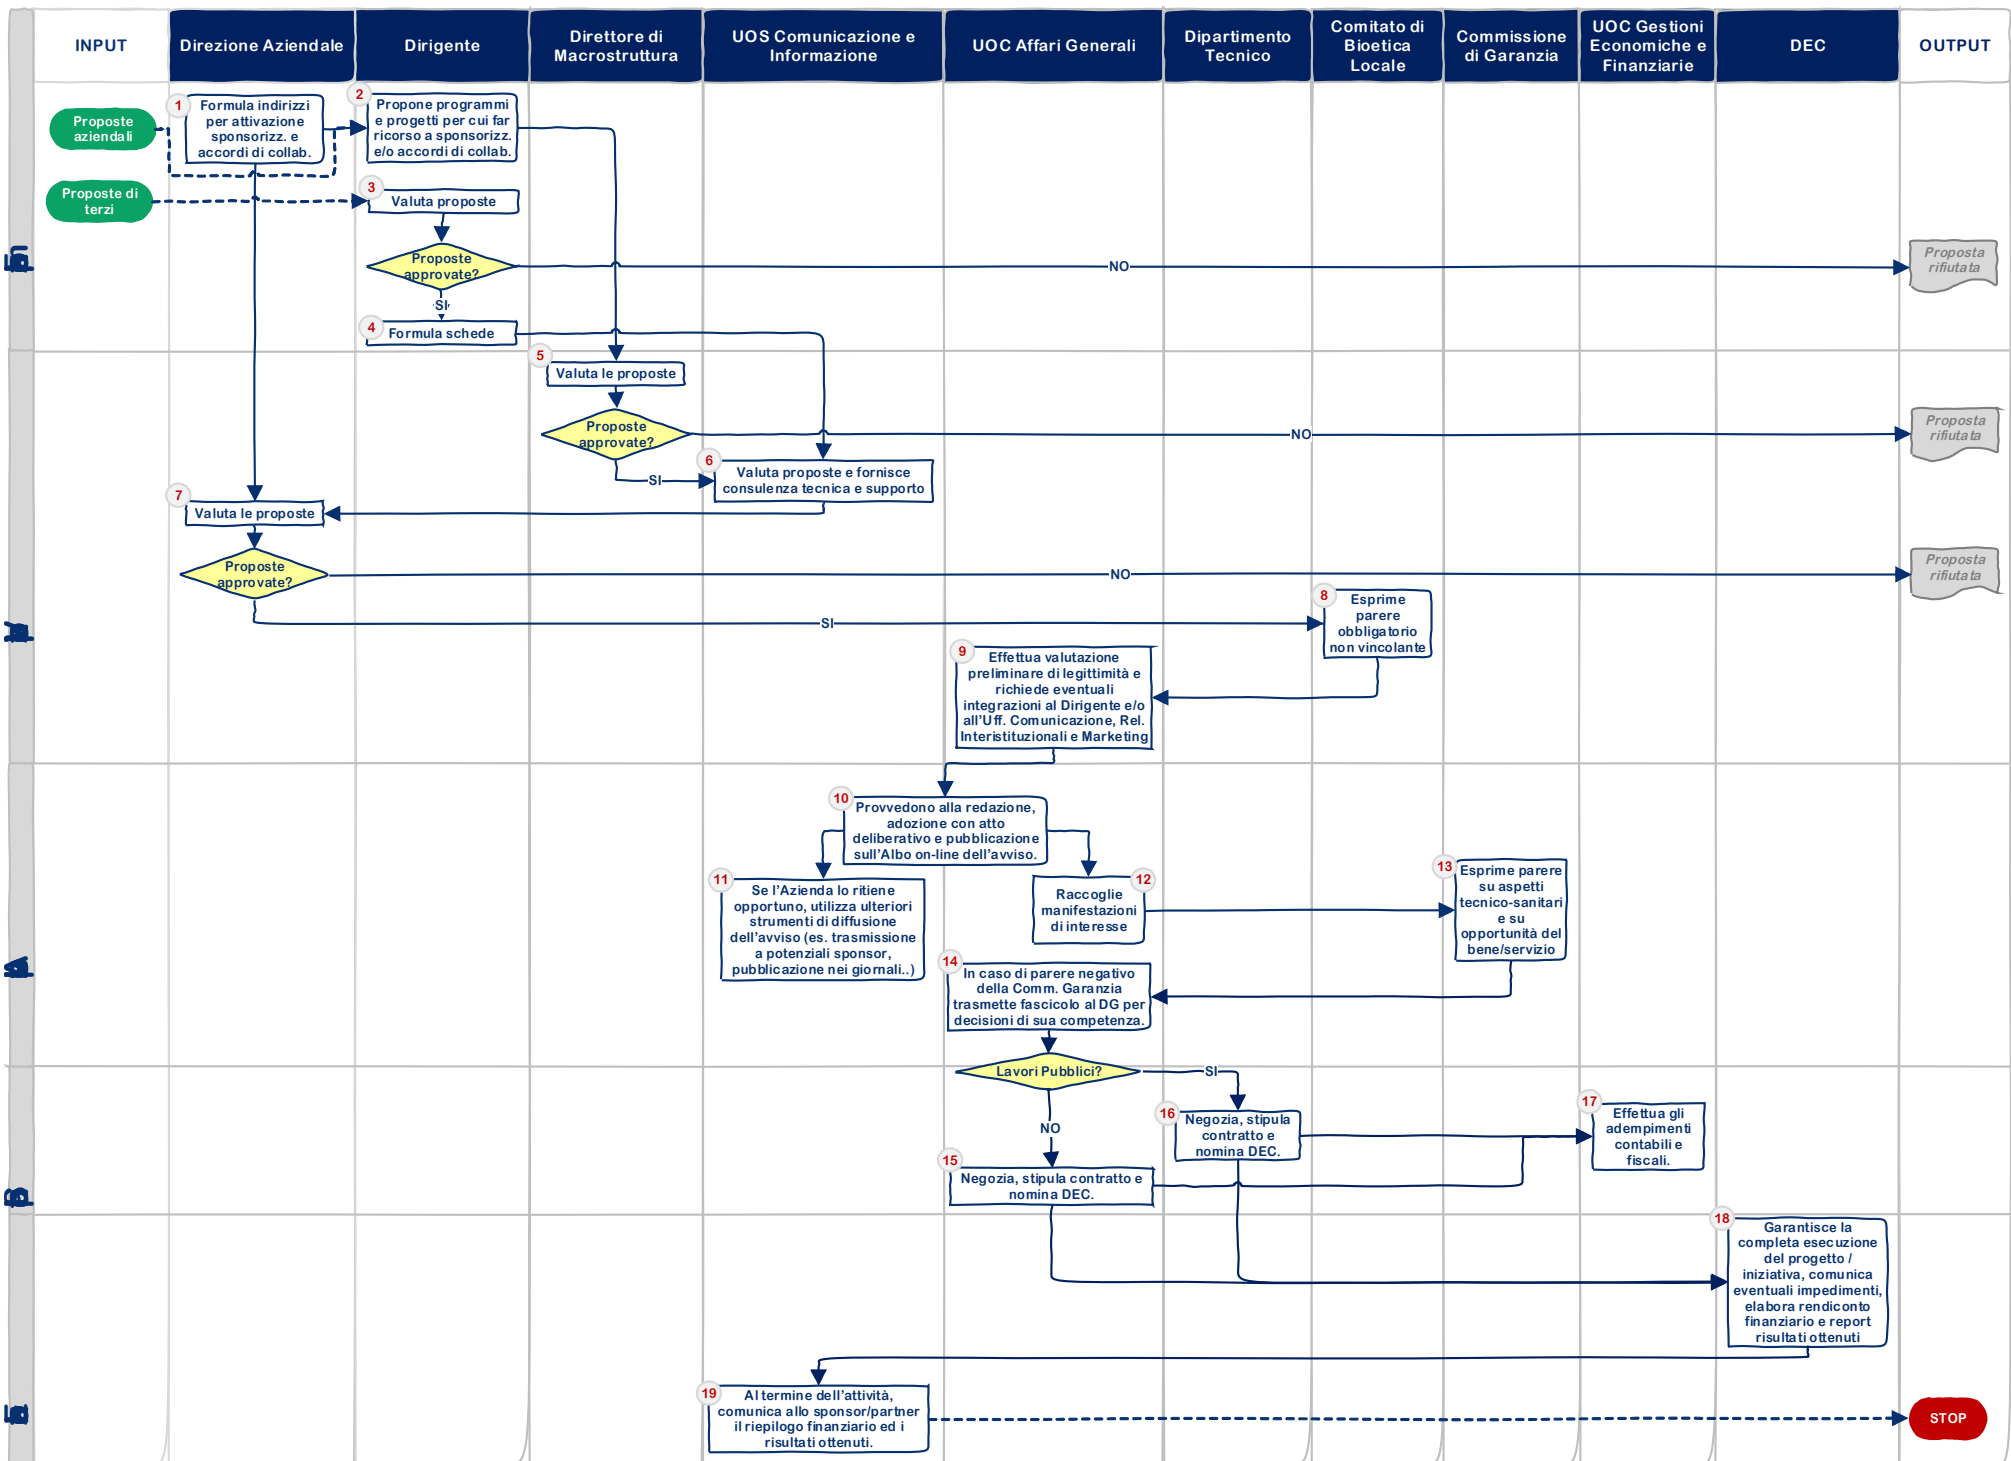 INPUT
Direzione Aziendale
Dirigente
Direttore di
Macrostruttura
UOS Comunicazione e
Informazione
UOC Affari Generali
Dipartimento
Tecnico
Comitato di
Bioetica
Locale
Commissione
di Garanzia
UOC Gestioni
Economiche e
Finanziarie
DEC
OUTPUT
Proposte
aziendali
1
Formula indirizzi
per attivazione
sponsorizz. e
accordi di collab.
2
Propone programmi
e progetti per cui far
ricorso a sponsorizz.
e/o accordi di collab.
Proposte di
terzi
3
Valuta proposte
Proposte
approvate?
NO
Proposta
rifiutata
SI
4
Formula schede
5
Valuta le proposte
Proposte
approvate?
NO
Proposta
rifiutata
SI
6
Valuta proposte e fornisce
consulenza tecnica e supporto
7
Valuta le proposte
Proposte
approvate?
NO
Proposta
rifiutata
SI
8
Esprime
parere
obbligatorio
non vincolante
9
Effettua valutazione
preliminare di legittimità e
richiede eventuali
integrazioni al Dirigente e/o
all'Uff. Comunicazione, Rel.
Interistituzionali e Marketing
10
Provvedono alla redazione,
adozione con atto
deliberativo e pubblicazione
sull'Albo on-line dell'avviso.
11
Se l'Azienda lo ritiene
opportuno, utilizza ulteriori
strumenti di diffusione
dell'avviso (es. trasmissione
a potenziali sponsor,
pubblicazione nei giornali..)
12
Raccoglie
manifestazioni
di interesse
13
Esprime parere
su aspetti
tecnico-sanitari
e su
opportunità del
bene/servizio
14
In caso di parere negativo
della Comm. Garanzia
trasmette fascicolo al DG per
decisioni di sua competenza.
Lavori Pubblici?
SI
NO
15
Negozia, stipula contratto e
nomina DEC.
16
Negozia, stipula
contratto e
nomina DEC.
17
Effettua gli
adempimenti
contabili e
fiscali.
18
Garantisce la
completa esecuzione
del progetto /
iniziativa, comunica
eventuali impedimenti,
elabora rendiconto
finanziario e report
risultati ottenuti
19
Al termine dell'attività,
comunica allo sponsor/partner
il riepilogo finanziario ed i
risultati ottenuti.
STOP